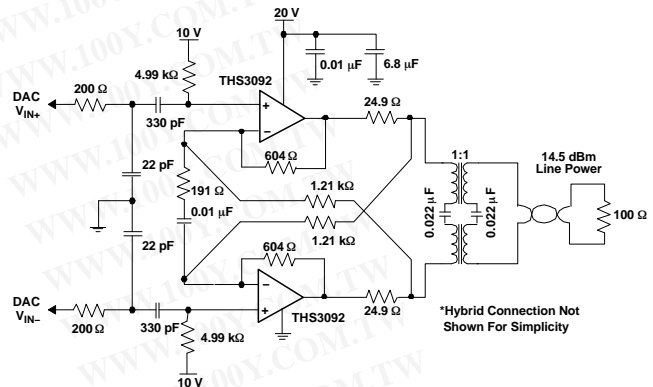 WWW.100Y.COM.TW
20 V
10 V
0.01 µF
6.8 µF
4.99 kΩ
THS3092
DAC
VIN+
200 Ω
330 pF
+
−
24.9 Ω
604 Ω
1:1
14.5 dBm
Line Power
22 pF
191 Ω
0.01 µF
1.21 kΩ
1.21 kΩ
0.022 µF
0.022 µF
100 Ω
22 pF
604 Ω
−
+
24.9 Ω
DAC
VIN−
200 Ω
330 pF
THS3092
4.99 kΩ
10 V
*Hybrid Connection Not
Shown For Simplicity